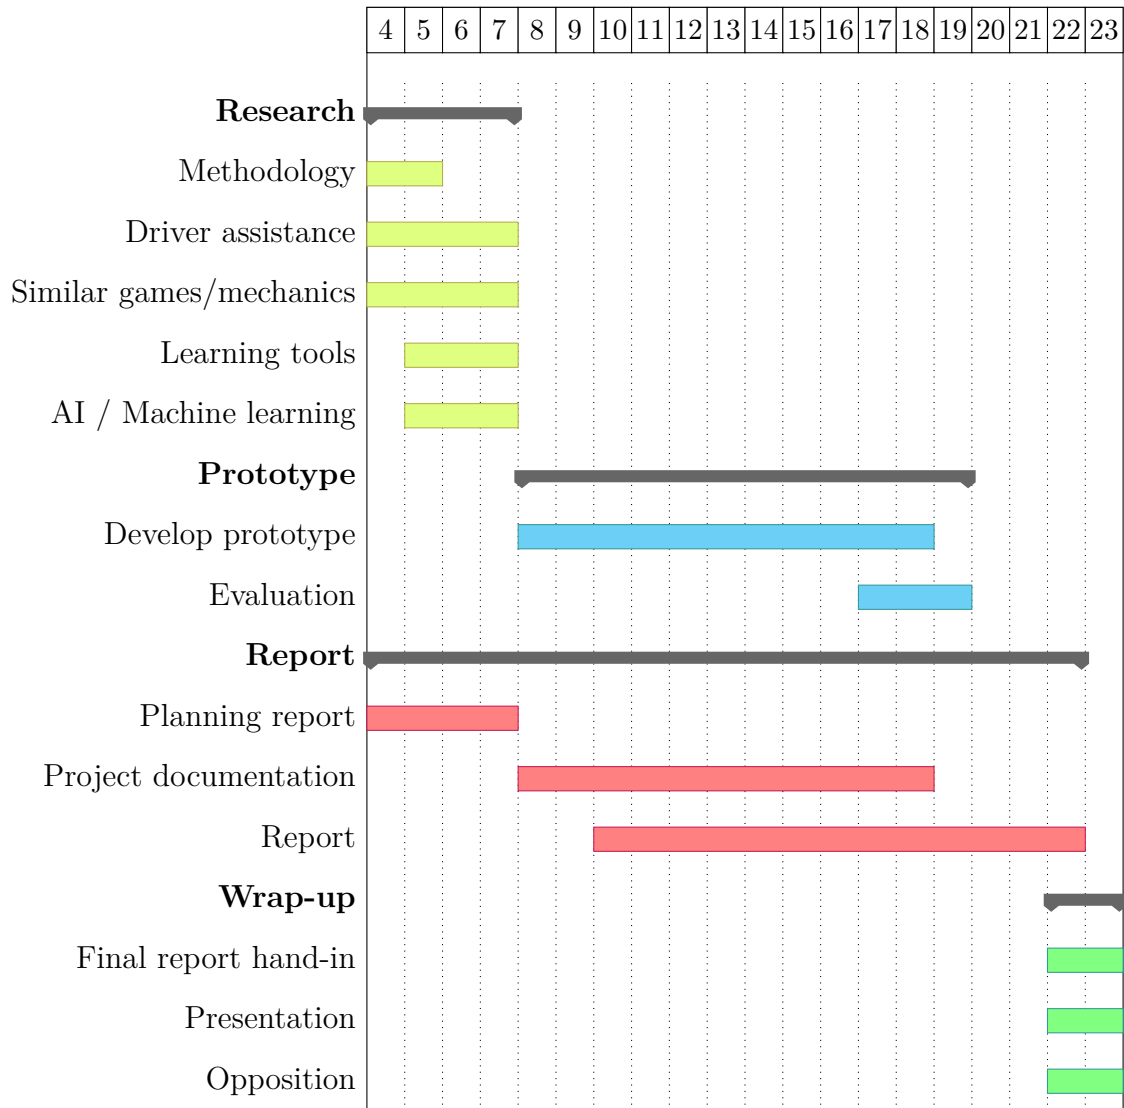 4 5 6 7 8 9 10 11 12 13 14 15 16 17 18 19 20 21 22 23
Research
Methodology
Driver assistance
Similar games/mechanics
Learning tools
AI / Machine learning
Prototype
Develop prototype
Evaluation
Report
Planning report
Project documentation
Report
Wrap-up
Final report hand-in
Presentation
Opposition